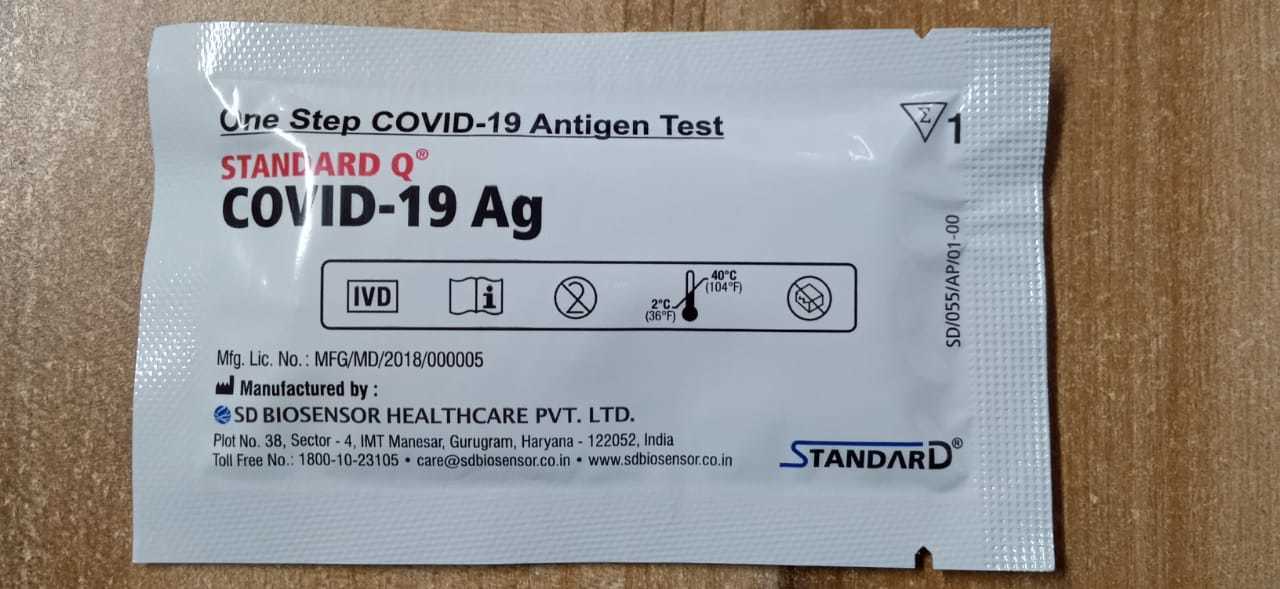 One Step COVID-19 Antigen Test
Σ 1
STANDARD Q®
COVID-19 Ag
IVD
i
2
40°C
(104°F)
2°C
(36°F)
SD/055/AP/01-00
Mfg. Lic. No.: MFG/MD/2018/000005
Manufactured by :
SD BIOSENSOR HEALTHCARE PVT. LTD.
Plot No. 38, Sector - 4, IMT Manesar, Gurugram, Haryana - 122052, India
Toll Free No.: 1800-10-23105 • care@sdbiosensor.co.in • www.sdbiosensor.co.in
STANDARD®